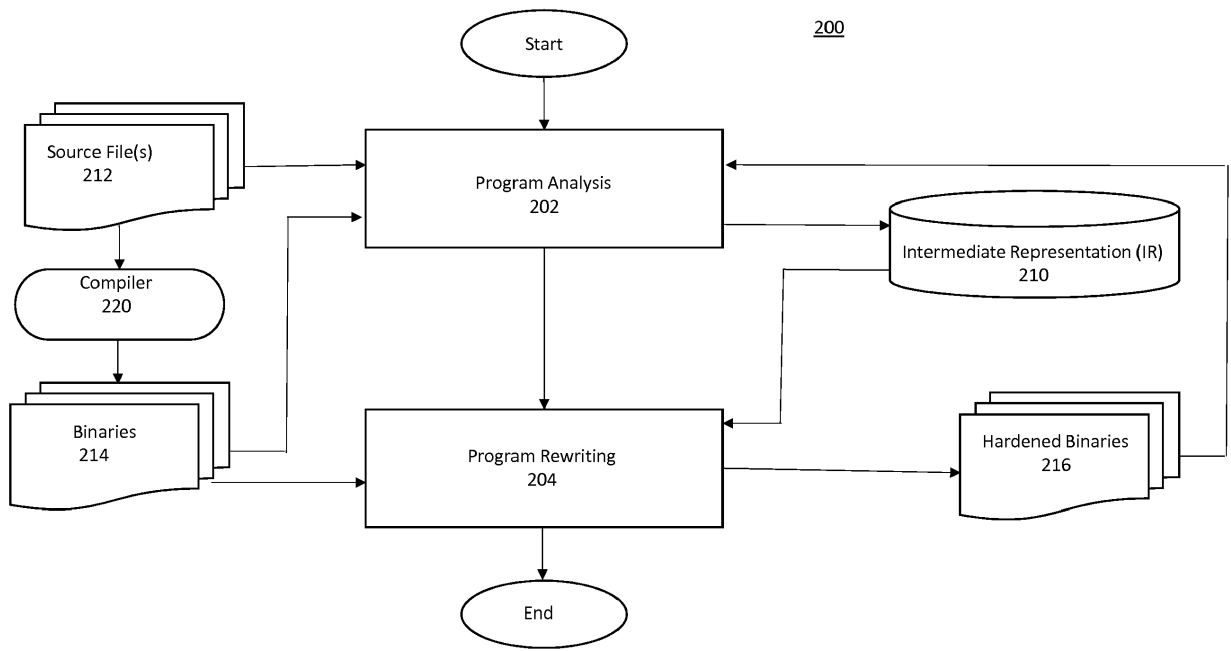 Start
200
Source File(s)
212
Program Analysis
202
Intermediate Representation (IR)
210
Compiler
220
Binaries
214
Program Rewriting
204
Hardened Binaries
216
End